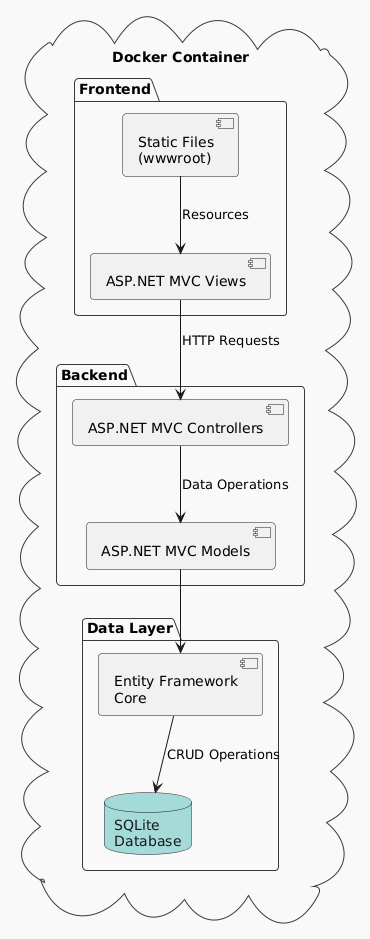 Docker Container
Frontend
Static Files
(wwwroot)
Resources
ASP.NET MVC Views
HTTP Requests
Backend
ASP.NET MVC Controllers
Data Operations
ASP.NET MVC Models
Data Layer
Entity Framework
Core
CRUD Operations
SQLite
Database